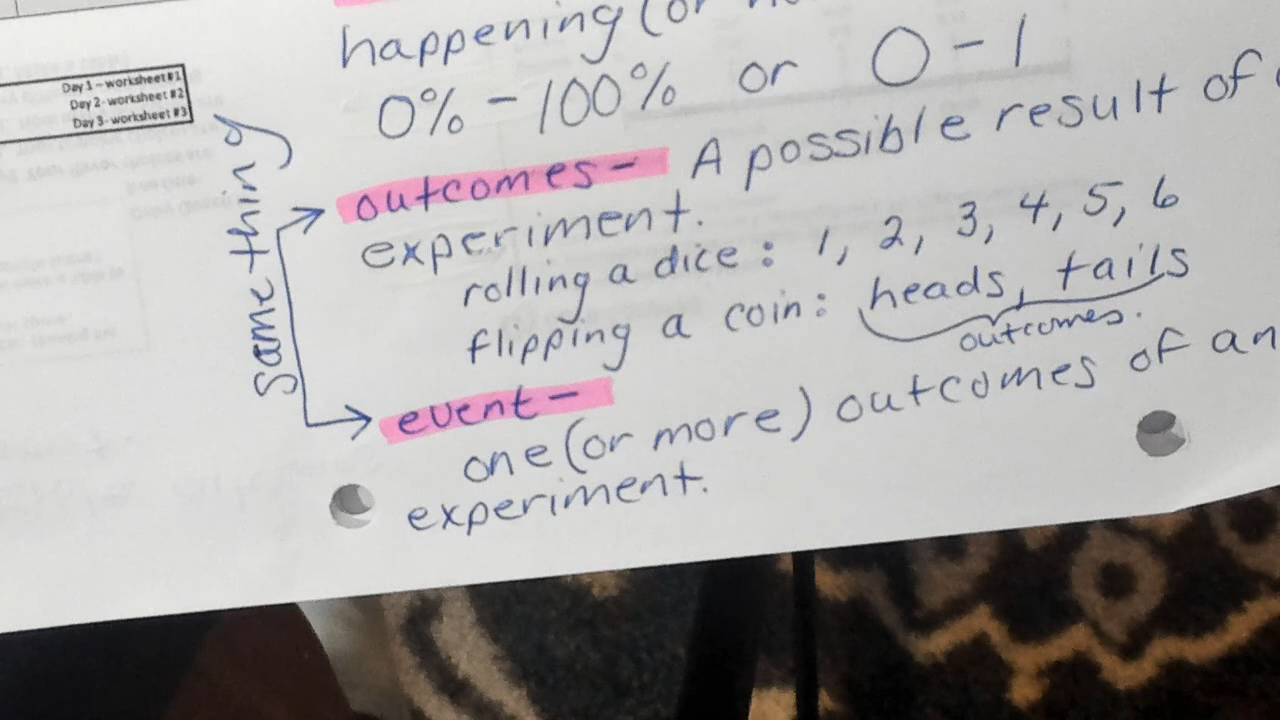 happening (or
0% - 100% or 0 - 1
Day 1 - worksheet #1
Day 2- worksheet #2
Day 3- worksheet #3
same thing
outcomes - A possible result of
experiment.
rolling a dice : 1, 2, 3, 4, 5, 6
flipping a coin: heads, tails
outcomes.
event -
one (or more) outcomes of an
experiment.